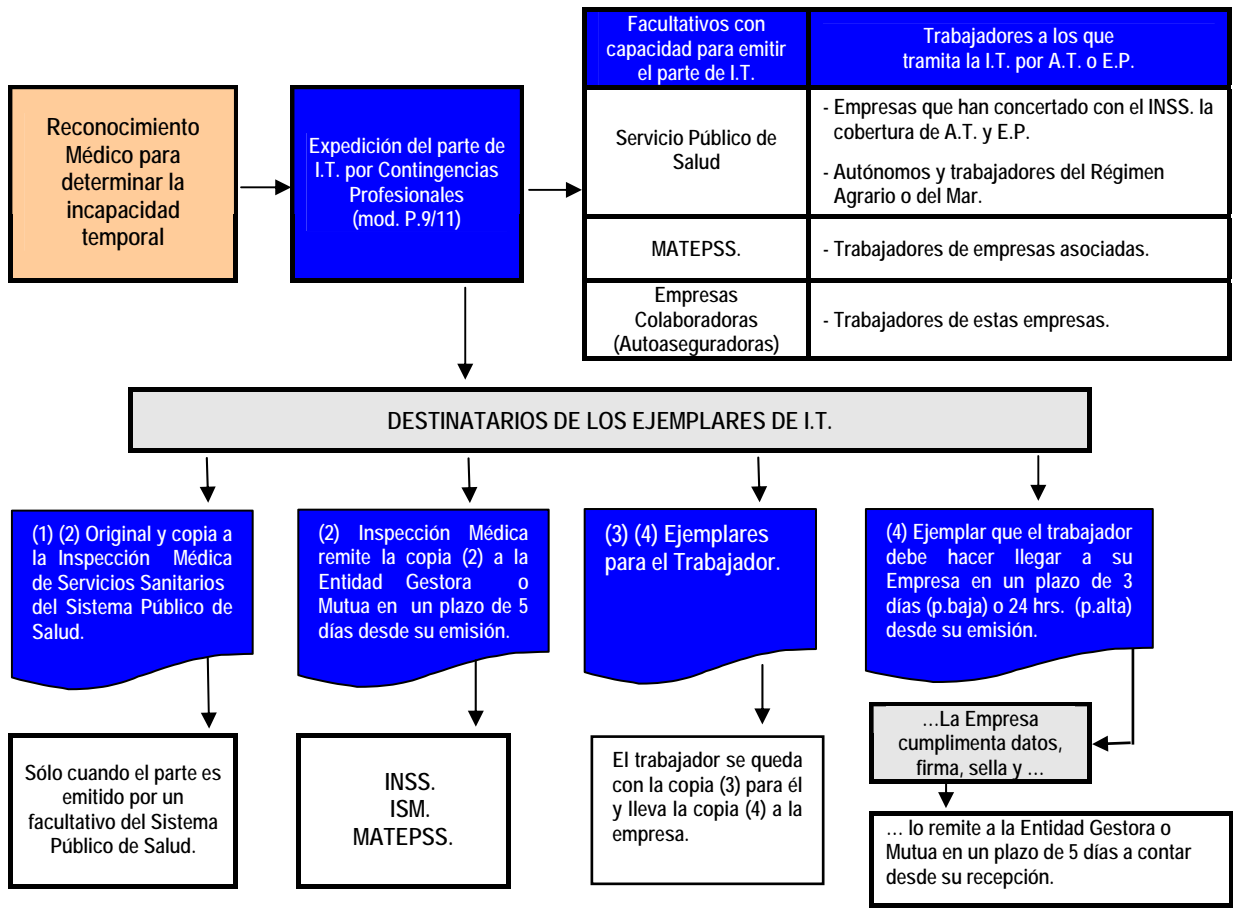 Reconocimiento
Médico para
determinar la
incapacidad
temporal
Expedición del parte de
I.T. por Contingencias
Profesionales
(mod. P.9/11)
Facultativos con
capacidad para emitir
el parte de I.T.
Trabajadores a los que
tramita la I.T. por A.T. o E.P.
Servicio Público de
Salud
- Empresas que han concertado con el INSS. la
cobertura de A.T. y E.P.
- Autónomos y trabajadores del Régimen
Agrario o del Mar.
MATEPSS.
- Trabajadores de empresas asociadas.
Empresas
Colaboradoras
(Autoaseguradoras)
- Trabajadores de estas empresas.
DESTINATARIOS DE LOS EJEMPLARES DE I.T.
(1) (2) Original y copia a
la Inspección Médica
de Servicios Sanitarios
del Sistema Público de
Salud.
(2) Inspección Médica
remite la copia (2) a la
Entidad Gestora o
Mutua en un plazo de 5
días desde su emisión.
(3) (4) Ejemplares
para el Trabajador.
(4) Ejemplar que el trabajador
debe hacer llegar a su
Empresa en un plazo de 3
días (p.baja) o 24 hrs. (p.alta)
desde su emisión.
Sólo cuando el parte es
emitido por un
facultativo del Sistema
Público de Salud.
INSS.
ISM.
MATEPSS.
El trabajador se queda
con la copia (3) para él
y lleva la copia (4) a la
empresa.
…La Empresa
cumplimenta datos,
firma, sella y …
… lo remite a la Entidad Gestora o
Mutua en un plazo de 5 días a contar
desde su recepción.